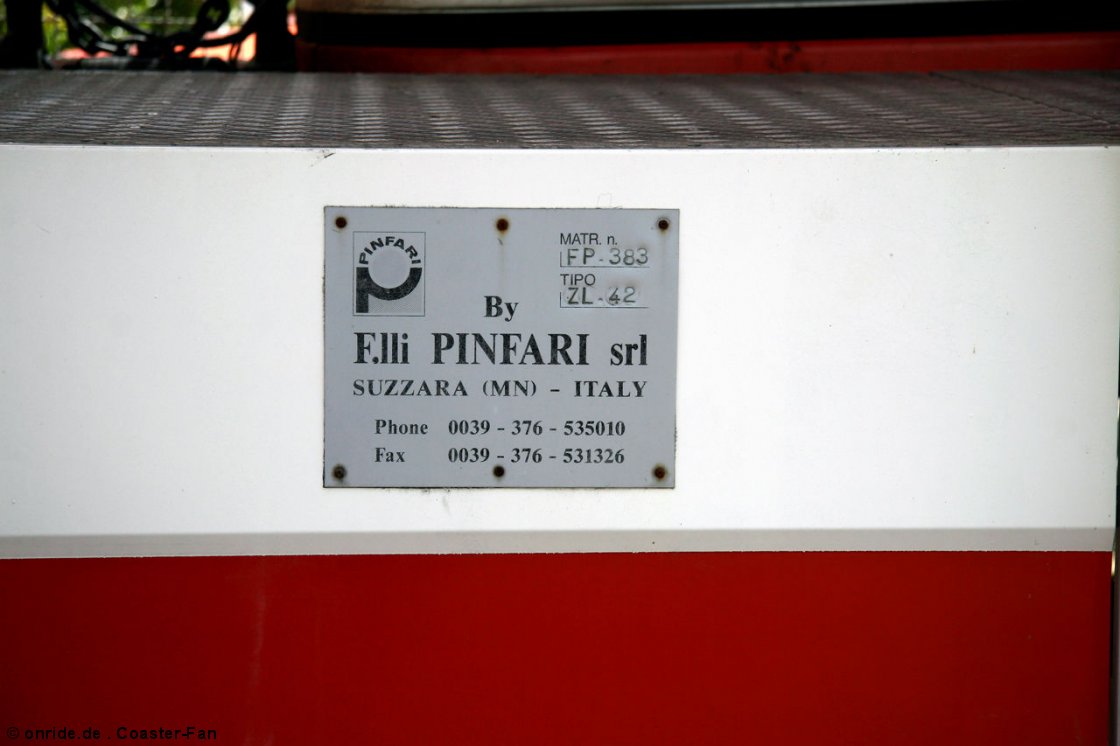 PINFARI
MATR. n.
FP-383
TIPO
ZL-42
By
F.lli PINFARI srl
SUZZARA (MN) - ITALY
Phone 0039 - 376 - 535010
Fax 0039 - 376 - 531326
© onride.de . Coaster-Fan